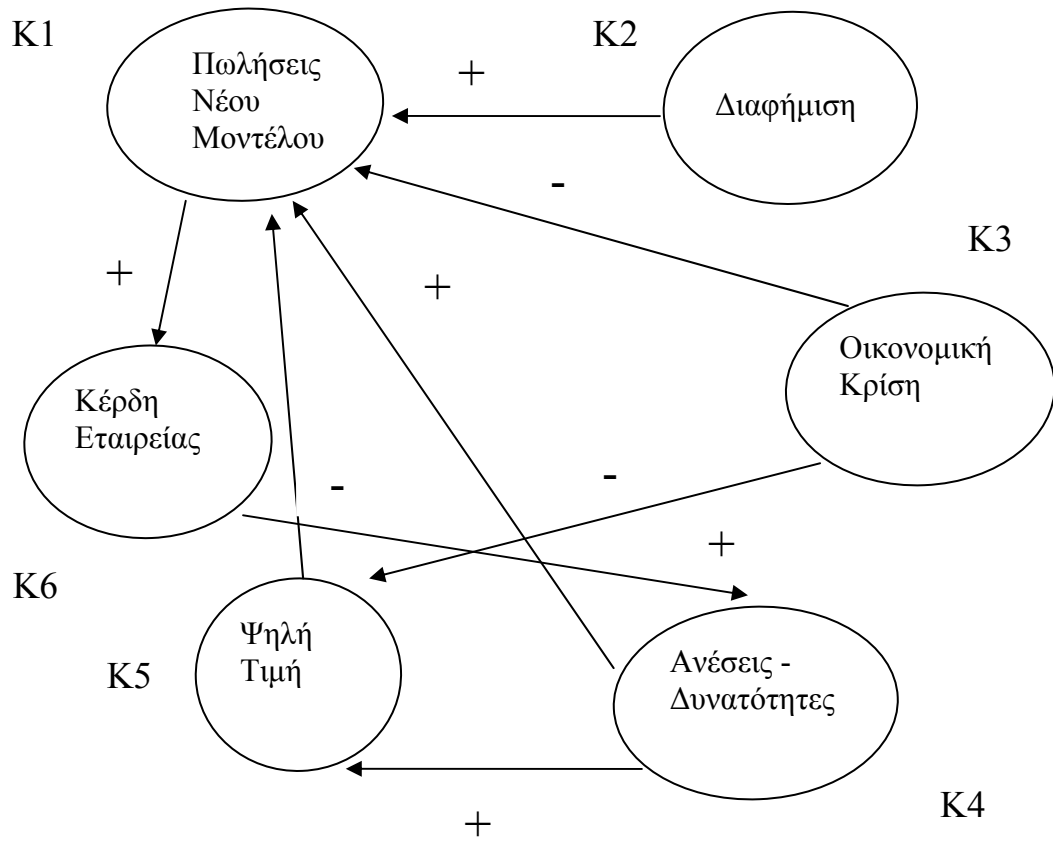 K1
Πωλήσεις
Νέου
Μοντέλου
K2
Διαφήμιση
+
-
K3
+
+
Οικονομική
Κρίση
Κέρδη
Εταιρείας
-
-
+
K6
Ψηλή
Τιμή
K5
Ανέσεις -
Δυνατότητες
K4
+